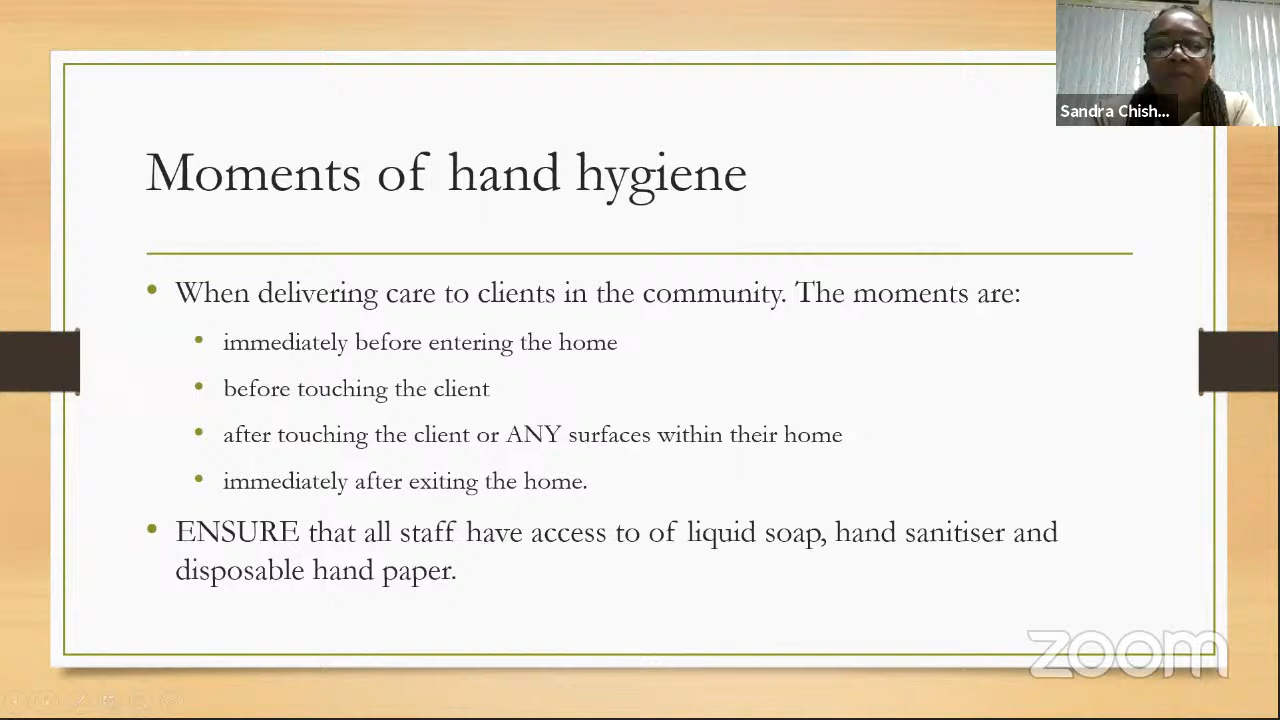 Sandra Chish...
Moments of hand hygiene
• When delivering care to clients in the community. The moments are:
• immediately before entering the home
• before touching the client
• after touching the client or ANY surfaces within their home
• immediately after exiting the home.
• ENSURE that all staff have access to of liquid soap, hand sanitiser and
disposable hand paper.
zoom